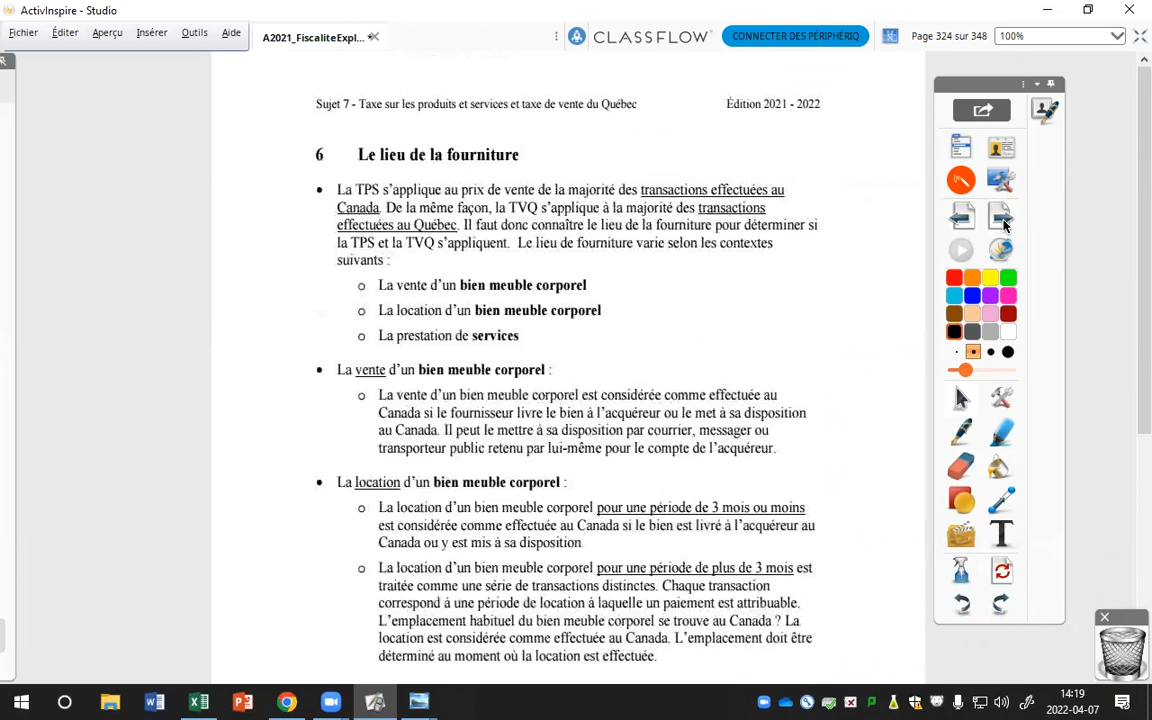 ActivInspire - Studio
Fichier Éditer Aperçu Insérer Outils Aide
A2021_FiscaliteExpl...
CLASSFLOW
CONNECTER DES PÉRIPHÉRIQ
Page 324 sur 348
100%
Sujet 7 - Taxe sur les produits et services et taxe de vente du Québec Édition 2021 - 2022
6 Le lieu de la fourniture
• La TPS s'applique au prix de vente de la majorité des transactions effectuées au
Canada. De la même façon, la TVQ s'applique à la majorité des transactions
effectuées au Québec. Il faut donc connaître le lieu de la fourniture pour déterminer si
la TPS et la TVQ s'appliquent. Le lieu de fourniture varie selon les contextes
suivants :
o La vente d'un bien meuble corporel
o La location d'un bien meuble corporel
o La prestation de services
• La vente d'un bien meuble corporel :
o La vente d'un bien meuble corporel est considérée comme effectuée au
Canada si le fournisseur livre le bien à l'acquéreur ou le met à sa disposition
au Canada. Il peut le mettre à sa disposition par courrier, messager ou
transporteur public retenu par lui-même pour le compte de l'acquéreur.
• La location d'un bien meuble corporel :
o La location d'un bien meuble corporel pour une période de 3 mois ou moins
est considérée comme effectuée au Canada si le bien est livré à l'acquéreur au
Canada ou y est mis à sa disposition.
o La location d'un bien meuble corporel pour une période de plus de 3 mois est
traitée comme une série de transactions distinctes. Chaque transaction
correspond à une période de location à laquelle un paiement est attribuable.
L'emplacement habituel du bien meuble corporel se trouve au Canada ? La
location est considérée comme effectuée au Canada. L'emplacement doit être
déterminé au moment où la location est effectuée.
14:19
2022-04-07